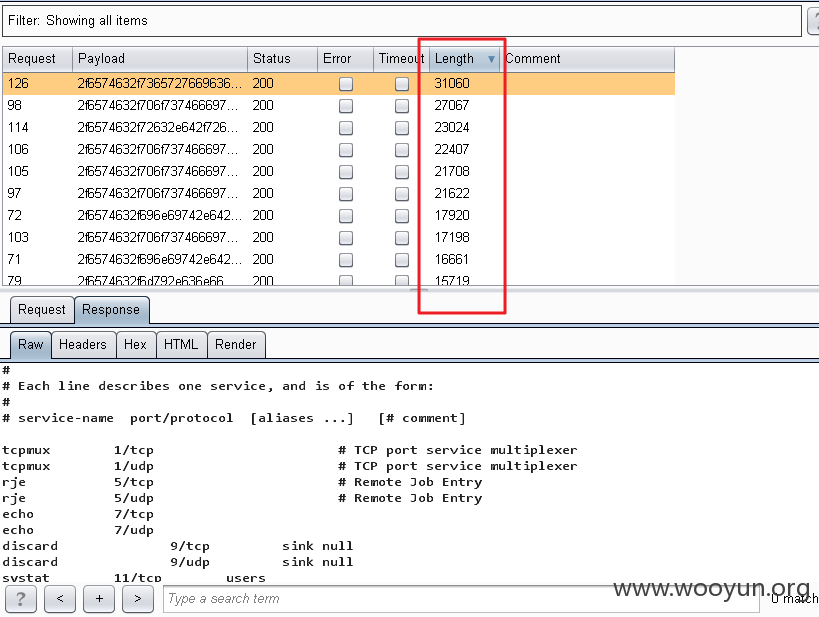 Filter: Showing all items
?
Request Payload Status Error Timeout Length Comment
126 2f6574632f7365727669636... 200 31060
98 2f6574632f706f737466697... 200 27067
114 2f6574632f72632e642f726... 200 23024
106 2f6574632f706f737466697... 200 22407
105 2f6574632f706f737466697... 200 21708
97 2f6574632f706f737466697... 200 21622
72 2f6574632f696e69742e642... 200 17920
103 2f6574632f706f737466697... 200 17198
71 2f6574632f696e69742e642... 200 16661
79 2f6574632f6d792e636e66 200 15719
Request Response
Raw Headers Hex HTML Render
#
# Each line describes one service, and is of the form:
#
# service-name port/protocol [aliases ...] [# comment]
tcpmux 1/tcp # TCP port service multiplexer
tcpmux 1/udp # TCP port service multiplexer
rje 5/tcp # Remote Job Entry
rje 5/udp # Remote Job Entry
echo 7/tcp
echo 7/udp
discard 9/tcp sink null
discard 9/udp sink null
systat 11/tcp users
www.wooyun.org
? < + > Type a search term 0 match